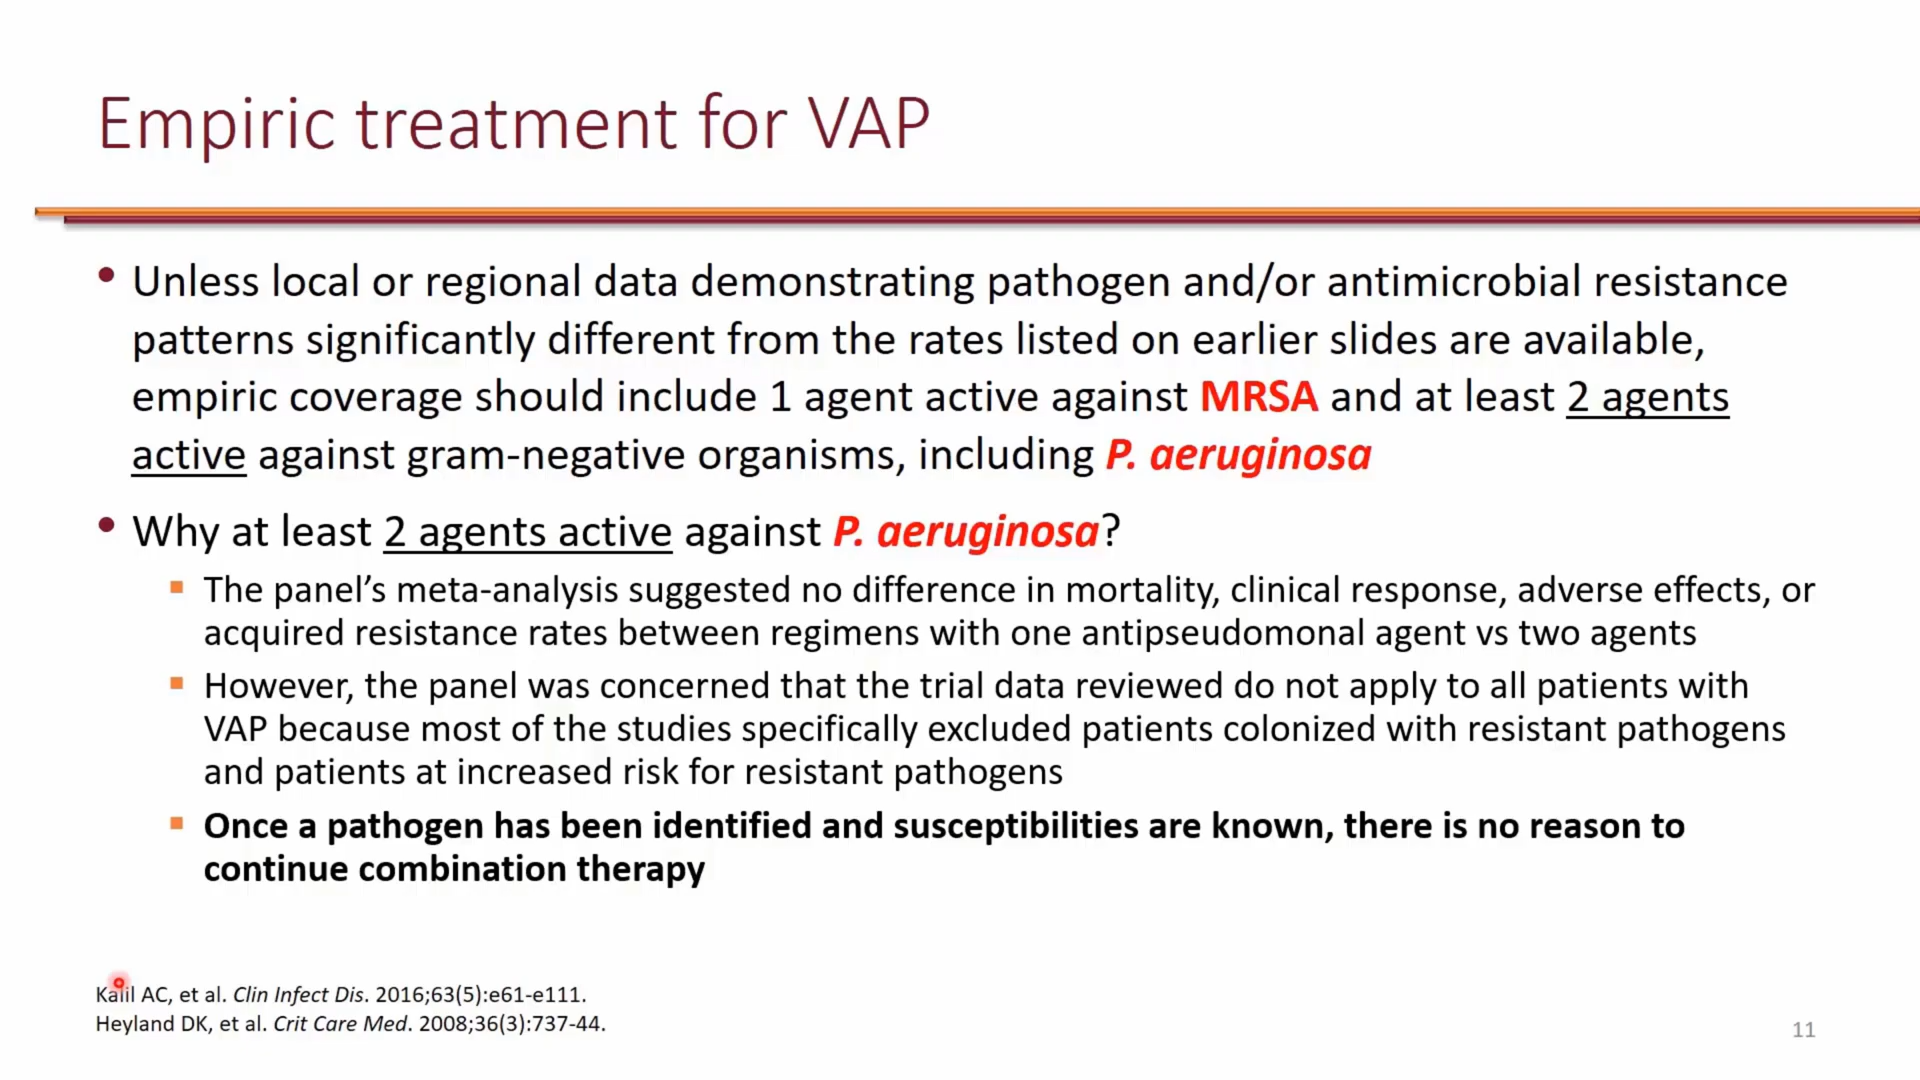 Empiric treatment for VAP
• Unless local or regional data demonstrating pathogen and/or antimicrobial resistance
patterns significantly different from the rates listed on earlier slides are available,
empiric coverage should include 1 agent active against MRSA and at least 2 agents
active against gram-negative organisms, including P. aeruginosa
• Why at least 2 agents active against P. aeruginosa?
▪ The panel’s meta-analysis suggested no difference in mortality, clinical response, adverse effects, or
acquired resistance rates between regimens with one antipseudomonal agent vs two agents
▪ However, the panel was concerned that the trial data reviewed do not apply to all patients with
VAP because most of the studies specifically excluded patients colonized with resistant pathogens
and patients at increased risk for resistant pathogens
▪ Once a pathogen has been identified and susceptibilities are known, there is no reason to
continue combination therapy
Kalil AC, et al. Clin Infect Dis. 2016;63(5):e61-e111.
Heyland DK, et al. Crit Care Med. 2008;36(3):737-44.
11